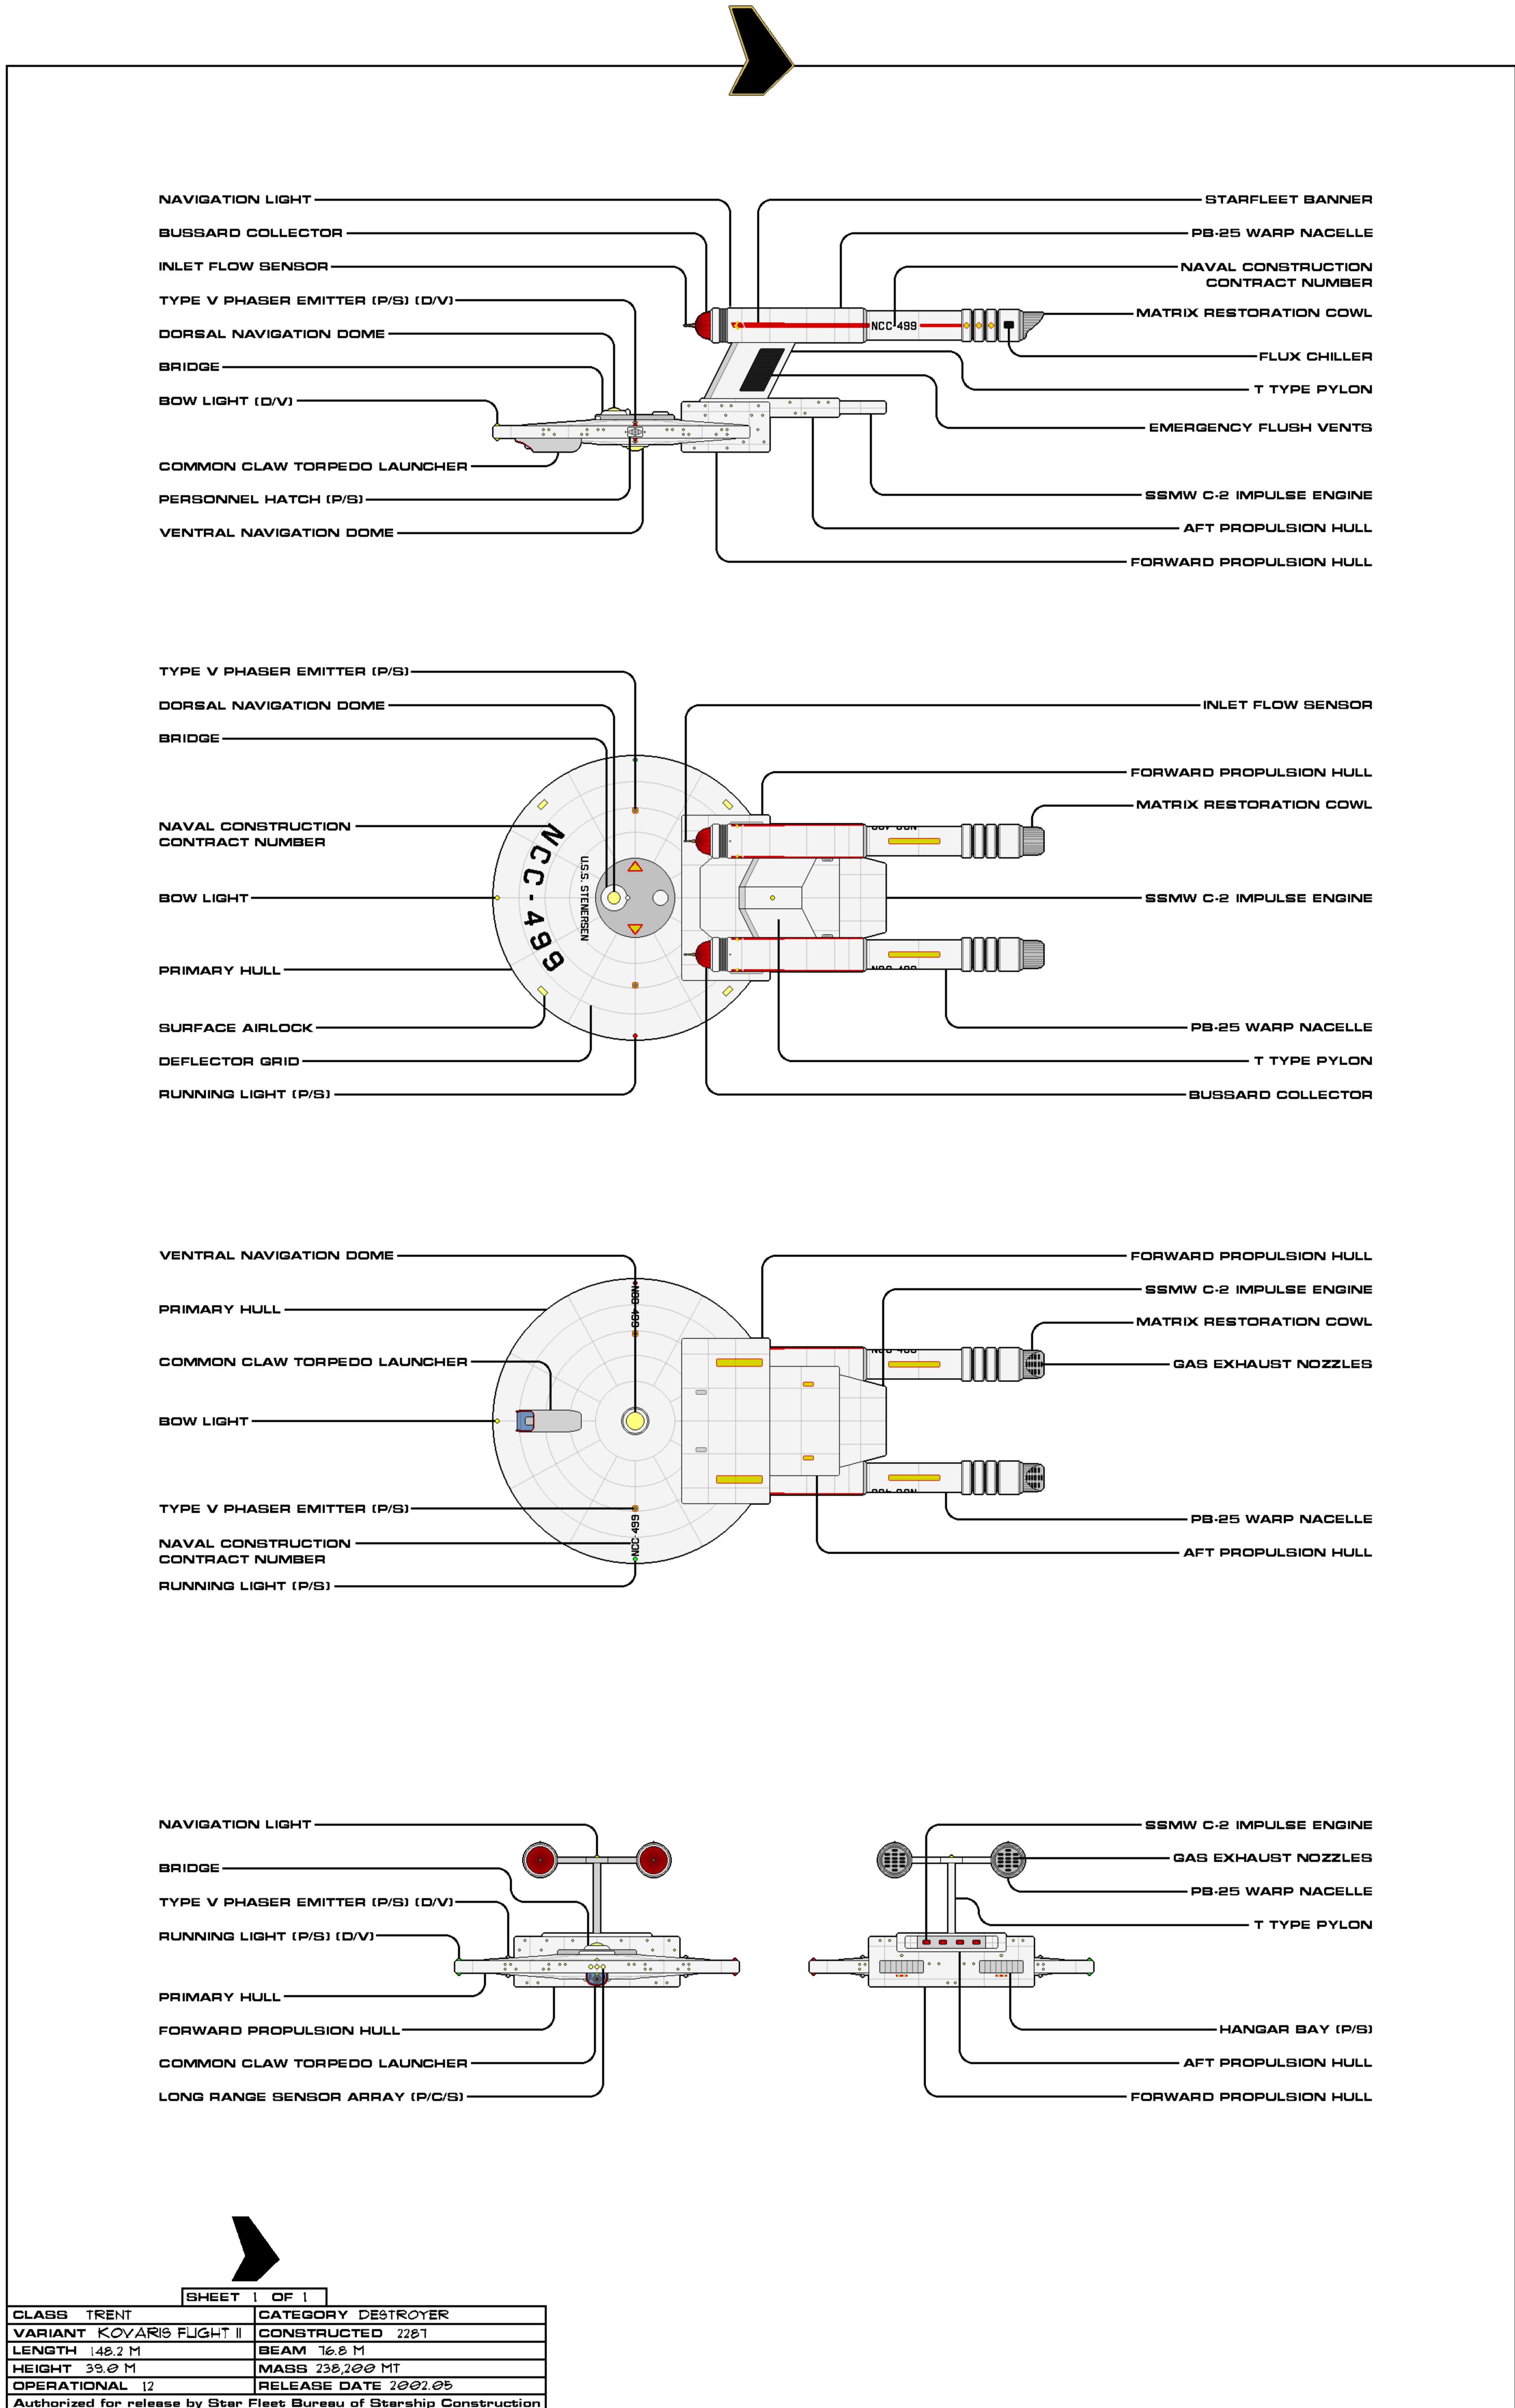 NAVIGATION LIGHT
BUSSARD COLLECTOR
INLET FLOW SENSOR
TYPE V PHASER EMITTER (P/S) (D/V)
DORSAL NAVIGATION DOME
BRIDGE
BOW LIGHT (D/V)
COMMON CLAW TORPEDO LAUNCHER
PERSONNEL HATCH (P/S)
VENTRAL NAVIGATION DOME
STARFLEET BANNER
PB-25 WARP NACELLE
NAVAL CONSTRUCTION
CONTRACT NUMBER
MATRIX RESTORATION COWL
FLUX CHILLER
T TYPE PYLON
EMERGENCY FLUSH VENTS
SSMW C-2 IMPULSE ENGINE
AFT PROPULSION HULL
FORWARD PROPULSION HULL
NCC-499
TYPE V PHASER EMITTER (P/S)
DORSAL NAVIGATION DOME
BRIDGE
NAVAL CONSTRUCTION
CONTRACT NUMBER
BOW LIGHT
PRIMARY HULL
SURFACE AIRLOCK
DEFLECTOR GRID
RUNNING LIGHT (P/S)
NCC-499
U.S.S. STENERSEN
INLET FLOW SENSOR
FORWARD PROPULSION HULL
MATRIX RESTORATION COWL
SSMW C-2 IMPULSE ENGINE
PB-25 WARP NACELLE
T TYPE PYLON
BUSSARD COLLECTOR
NCC-499
NCC-499
VENTRAL NAVIGATION DOME
PRIMARY HULL
COMMON CLAW TORPEDO LAUNCHER
BOW LIGHT
TYPE V PHASER EMITTER (P/S)
NAVAL CONSTRUCTION
CONTRACT NUMBER
RUNNING LIGHT (P/S)
NCC-499
NCC-499
FORWARD PROPULSION HULL
SSMW C-2 IMPULSE ENGINE
MATRIX RESTORATION COWL
GAS EXHAUST NOZZLES
PB-25 WARP NACELLE
AFT PROPULSION HULL
NCC-499
NCC-499
NAVIGATION LIGHT
BRIDGE
TYPE V PHASER EMITTER (P/S) (D/V)
RUNNING LIGHT (P/S) (D/V)
PRIMARY HULL
FORWARD PROPULSION HULL
COMMON CLAW TORPEDO LAUNCHER
LONG RANGE SENSOR ARRAY (P/C/S)
SSMW C-2 IMPULSE ENGINE
GAS EXHAUST NOZZLES
PB-25 WARP NACELLE
T TYPE PYLON
HANGAR BAY (P/S)
AFT PROPULSION HULL
FORWARD PROPULSION HULL
SHEET 1 OF 1
CLASS TRENT
CATEGORY DESTROYER
VARIANT KOVARIS FLIGHT II
CONSTRUCTED 2287
LENGTH 148.2 M
BEAM 76.8 M
HEIGHT 39.0 M
MASS 238,200 MT
OPERATIONAL 12
RELEASE DATE 2002.05
Authorized for release by Star Fleet Bureau of Starship Construction